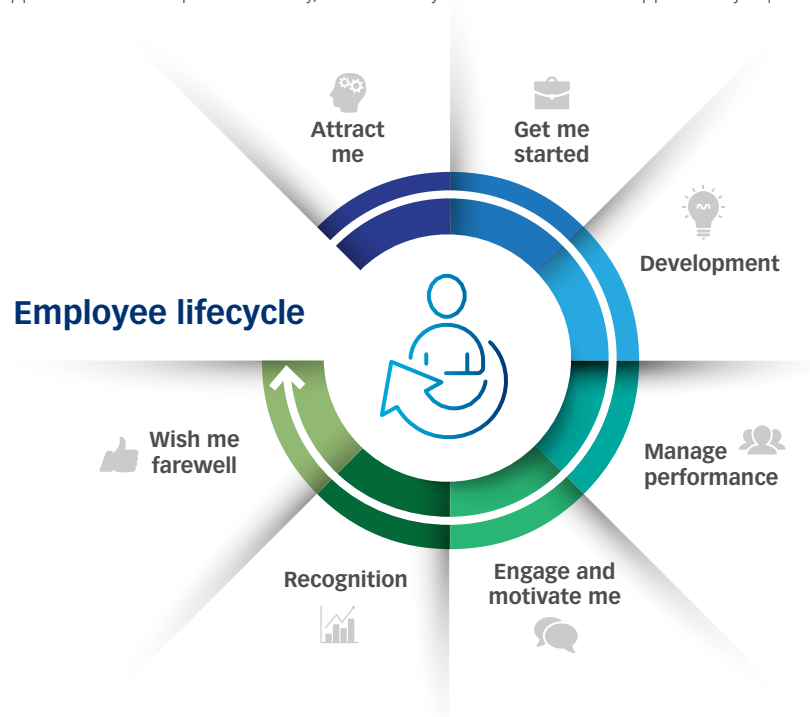 Attract
me
Get me
started
Development
Employee lifecycle
Manage
performance
Wish me
farewell
Engage and
motivate me
Recognition